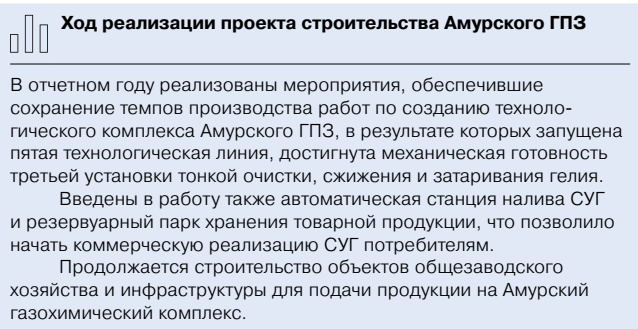 Ход реализации проекта строительства Амурского ГПЗ
В отчетном году реализованы мероприятия, обеспечившие
сохранение темпов производства работ по созданию техноло-
гического комплекса Амурского ГПЗ, в результате которых запущена
пятая технологическая линия, достигнута механическая готовность
третьей установки тонкой очистки, сжижения и затаривания гелия.
Введены в работу также автоматическая станция налива СУГ
и резервуарный парк хранения товарной продукции, что позволило
начать коммерческую реализацию СУГ потребителям.
Продолжается строительство объектов общезаводского
хозяйства и инфраструктуры для подачи продукции на Амурский
газохимический комплекс.